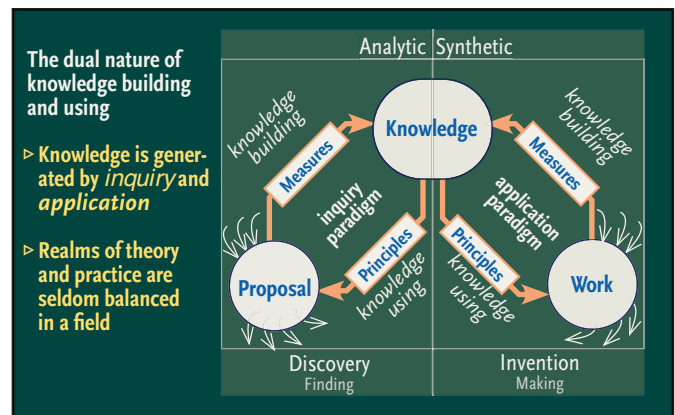 The dual nature of
knowledge building
and using
▹ Knowledge is gener-
ated by inquiry and
application
▹ Realms of theory
and practice are
seldom balanced
in a field
Analytic Synthetic
knowledge
building
Measures
Knowledge
knowledge
building
Measures
inquiry
paradigm
application
paradigm
Proposal
Principles
knowledge
using
Principles
knowledge
using
Work
Discovery
Finding
Invention
Making